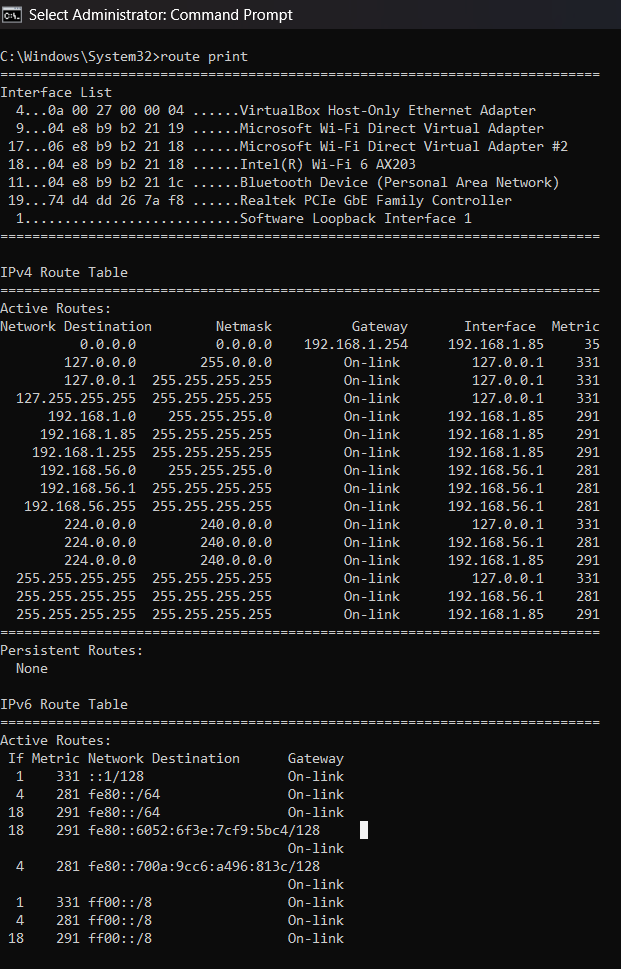 Select Administrator: Command Prompt
C:\Windows\System32>route print
===========================================================================
Interface List
  4...0a 00 27 00 00 04 ......VirtualBox Host-Only Ethernet Adapter
  9...04 e8 b9 b2 21 19 ......Microsoft Wi-Fi Direct Virtual Adapter
 17...06 e8 b9 b2 21 18 ......Microsoft Wi-Fi Direct Virtual Adapter #2
 18...04 e8 b9 b2 21 18 ......Intel(R) Wi-Fi 6 AX203
 11...04 e8 b9 b2 21 1c ......Bluetooth Device (Personal Area Network)
 19...74 d4 dd 26 7a f8 ......Realtek PCIe GbE Family Controller
  1...........................Software Loopback Interface 1
===========================================================================
IPv4 Route Table
===========================================================================
Active Routes:
Network Destination        Netmask          Gateway       Interface  Metric
          0.0.0.0          0.0.0.0    192.168.1.254     192.168.1.85     35
        127.0.0.0        255.0.0.0         On-link         127.0.0.1    331
        127.0.0.1  255.255.255.255         On-link         127.0.0.1    331
  127.255.255.255  255.255.255.255         On-link         127.0.0.1    331
      192.168.1.0    255.255.255.0         On-link      192.168.1.85    291
     192.168.1.85  255.255.255.255         On-link      192.168.1.85    291
    192.168.1.255  255.255.255.255         On-link      192.168.1.85    291
     192.168.56.0    255.255.255.0         On-link      192.168.56.1    281
     192.168.56.1  255.255.255.255         On-link      192.168.56.1    281
   192.168.56.255  255.255.255.255         On-link      192.168.56.1    281
        224.0.0.0        240.0.0.0         On-link         127.0.0.1    331
        224.0.0.0        240.0.0.0         On-link      192.168.56.1    281
        224.0.0.0        240.0.0.0         On-link      192.168.1.85    291
  255.255.255.255  255.255.255.255         On-link         127.0.0.1    331
  255.255.255.255  255.255.255.255         On-link      192.168.56.1    281
  255.255.255.255  255.255.255.255         On-link      192.168.1.85    291
===========================================================================
Persistent Routes:
  None
IPv6 Route Table
===========================================================================
Active Routes:
 If Metric Network Destination      Gateway
  1    331 ::1/128                  On-link
  4    281 fe80::/64                On-link
 18    291 fe80::/64                On-link
 18    291 fe80::6052:6f3e:7cf9:5bc4/128
                                    On-link
  4    281 fe80::700a:9cc6:a496:813c/128
                                    On-link
  1    331 ff00::/8                 On-link
  4    281 ff00::/8                 On-link
 18    291 ff00::/8                 On-link